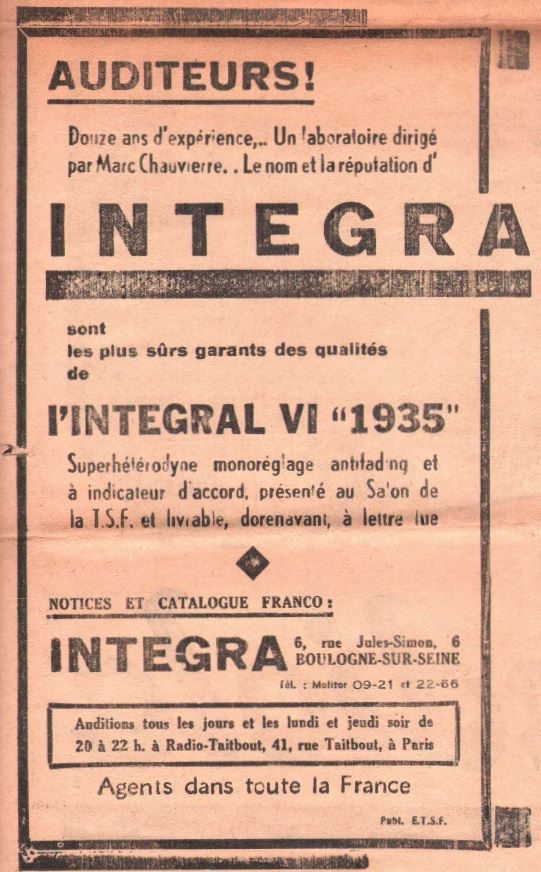 AUDITEURS!
Douze ans d'expérience,.. Un laboratoire dirigé
par Marc Chauvierre. . Le nom et la réputation d'
INTEGRA
sont
les plus sûrs garants des qualités
de
l'INTEGRAL VI "1935"
Superhétérodyne monoréglage antifading et
à indicateur d'accord, présenté au Salon de
la T.S.F. et livrable, dorenavant, à lettre lue
NOTICES ET CATALOGUE FRANCO :
INTEGRA 6, rue Jules-Simon, 6
BOULOGNE-SUR-SEINE
Tél. : Molitor 09-21 et 22-66
Auditions tous les jours et les lundi et jeudi soir de
20 à 22 h. à Radio-Taitbout, 41, rue Taitbout, à Paris
Agents dans toute la France
Publ. E.T.S.F.